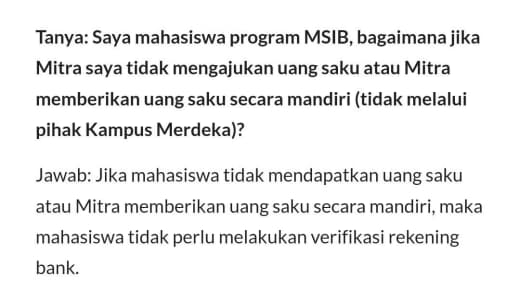 Tanya: Saya mahasiswa program MSIB, bagaimana jika
Mitra saya tidak mengajukan uang saku atau Mitra
memberikan uang saku secara mandiri (tidak melalui
pihak Kampus Merdeka)?
Jawab: Jika mahasiswa tidak mendapatkan uang saku
atau Mitra memberikan uang saku secara mandiri, maka
mahasiswa tidak perlu melakukan verifikasi rekening
bank.